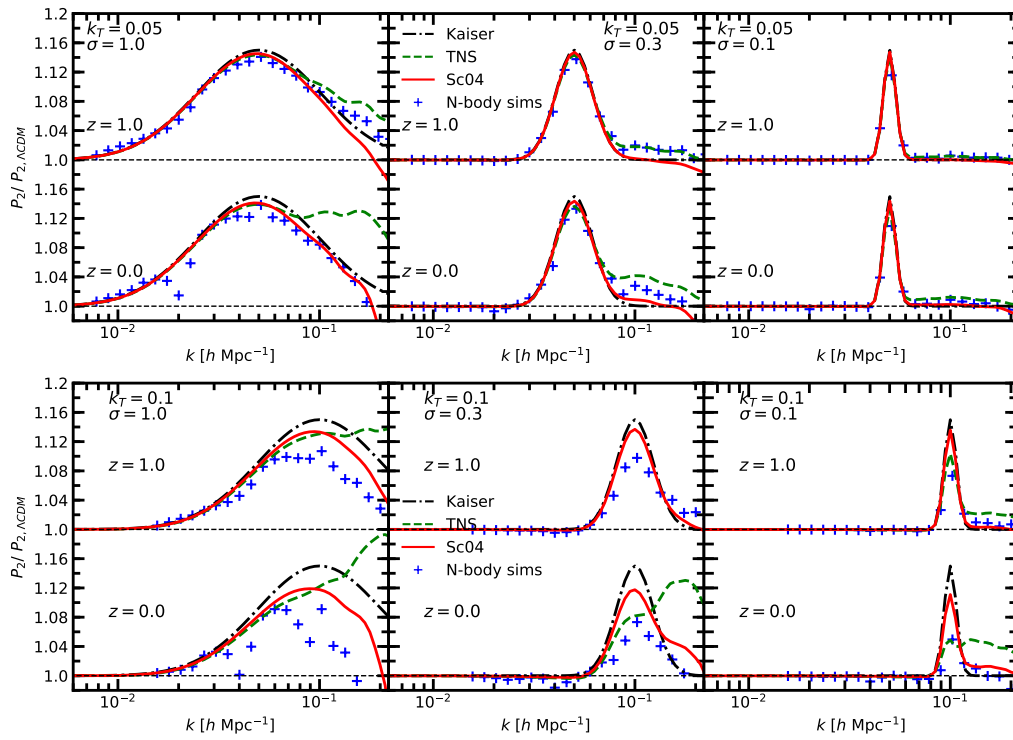 k_T = 0.05
σ = 1.0
z = 1.0
z = 0.0
1.20
1.16
1.12
1.08
1.04
1.0
1.16
1.12
1.08
1.04
1.0
P₂/ P₂, ΛCDM
10⁻² 10⁻¹
k [h Mpc⁻¹]
Kaiser
TNS
Sc04
N-body sims
k_T = 0.05
σ = 0.3
z = 1.0
z = 0.0
10⁻² 10⁻¹
k [h Mpc⁻¹]
k_T = 0.05
σ = 0.1
z = 1.0
z = 0.0
10⁻² 10⁻¹
k [h Mpc⁻¹]
k_T = 0.1
σ = 1.0
z = 1.0
z = 0.0
1.2
1.16
1.12
1.08
1.04
1.0
1.16
1.12
1.08
1.04
1.0
P₂/ P₂, ΛCDM
10⁻² 10⁻¹
k [h Mpc⁻¹]
k_T = 0.1
σ = 0.3
z = 1.0
Kaiser
TNS
Sc04
N-body sims
z = 0.0
10⁻² 10⁻¹
k [h Mpc⁻¹]
k_T = 0.1
σ = 0.1
z = 1.0
z = 0.0
10⁻² 10⁻¹
k [h Mpc⁻¹]